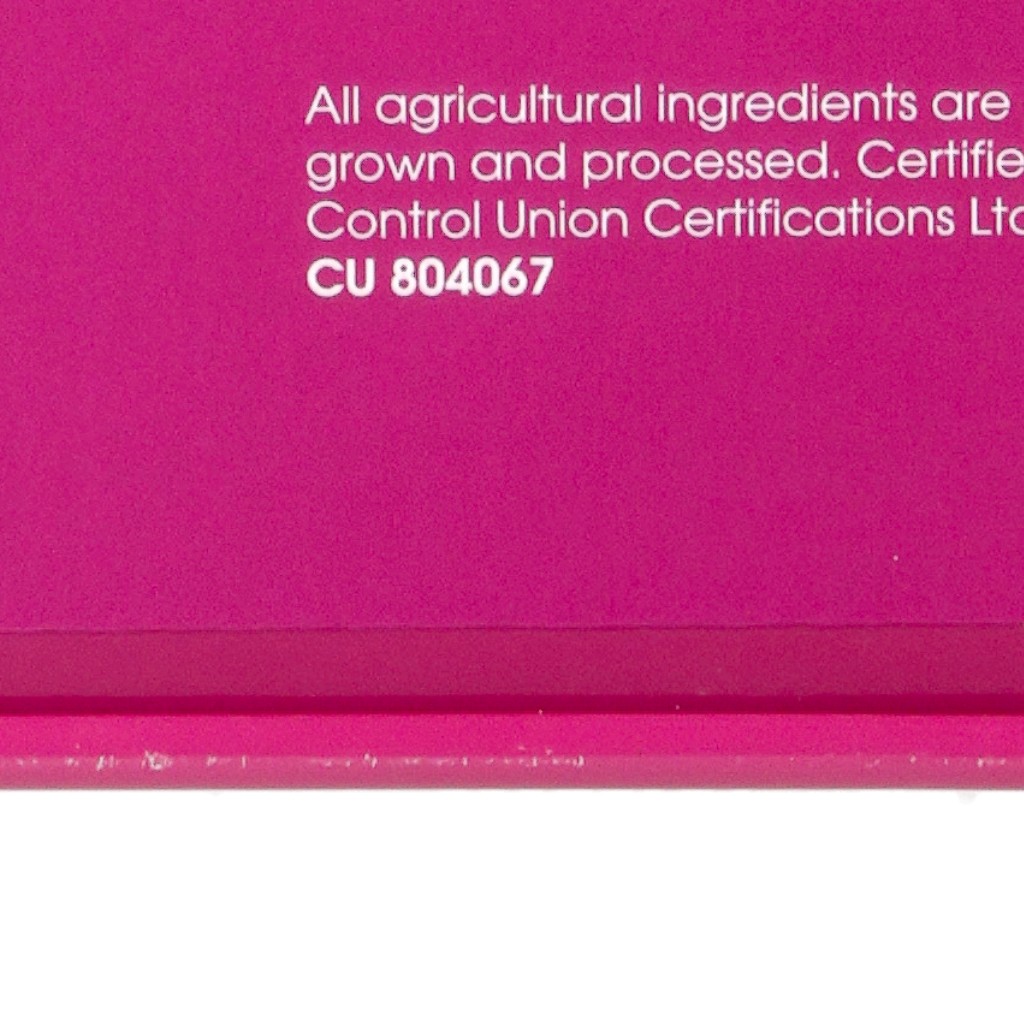 All agricultural ingredients are
grown and processed. Certifie
Control Union Certifications Ltd
CU 804067